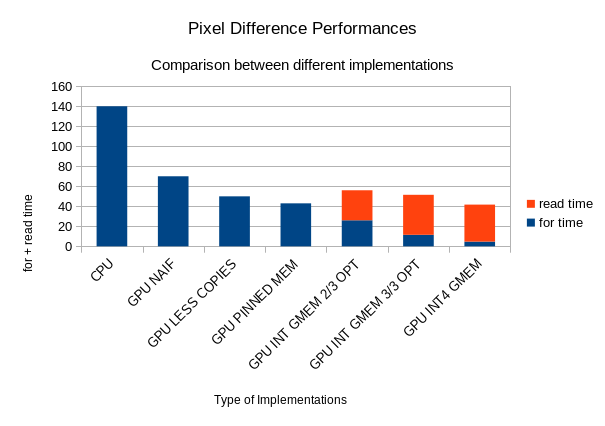 Pixel Difference Performances
Comparison between different implementations
160
140
120
100
80
60
40
20
0
for + read time
read time
for time
CPU
GPU NAIF
GPU LESS COPIES
GPU PINNED MEM
GPU INT GMEM 2/3 OPT
GPU INT GMEM 3/3 OPT
GPU INT4 GMEM
Type of Implementations